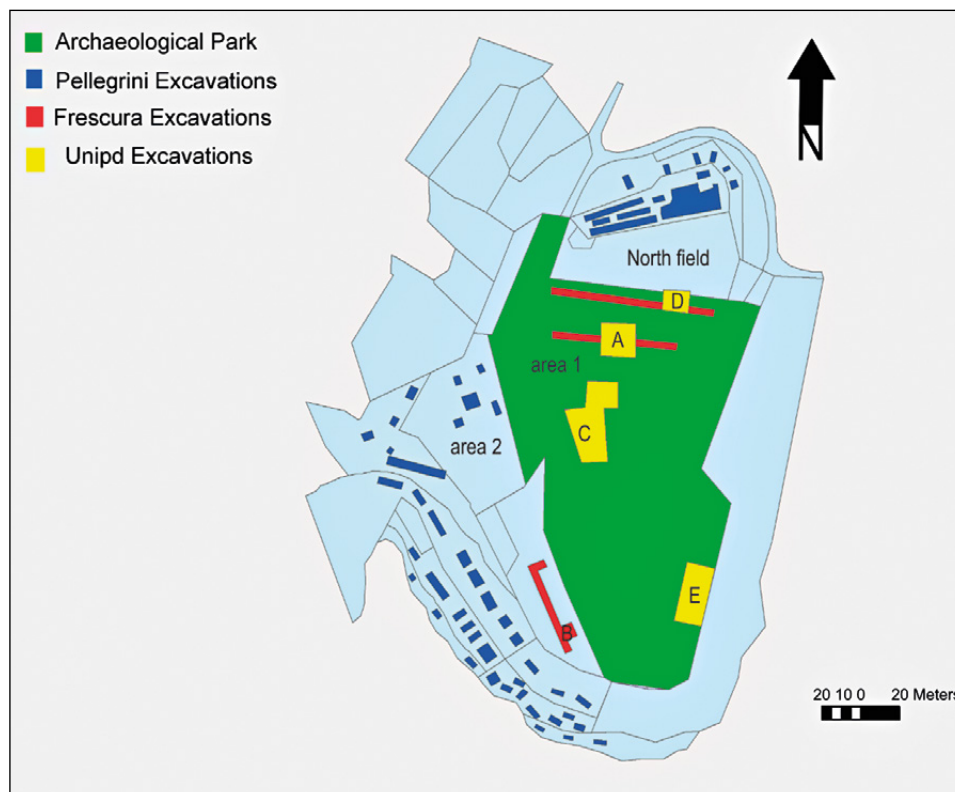 Archaeological Park
Pellegrini Excavations
Frescura Excavations
Unipd Excavations
N
North field
D
A
area 1
C
area 2
E
B
20 10 0 20 Meters